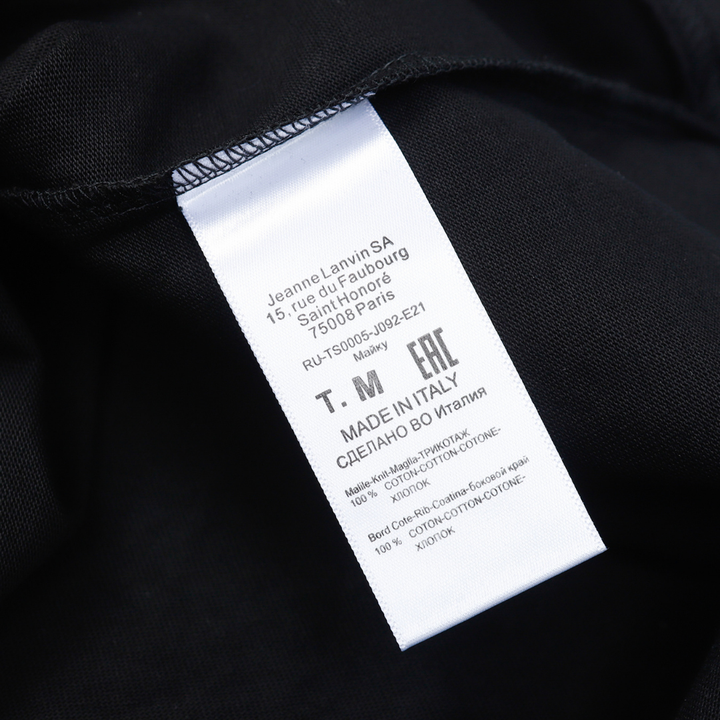 Jeanne Lanvin SA
15, rue du Faubourg
Saint Honoré
75008 Paris
RU-TS0005-J092-E21
Майку
T. M EAC
MADE IN ITALY
СДЕЛАНО ВО Италия
Malile-Knit-Maglia-ТРИКОТАЖ
100 % COTON-COTTON-COTONE-
ХЛОПОК
Bord Cote-Rib-Coatina-боковой край
100 % COTON-COTTON-COTONE-
ХЛОПОК